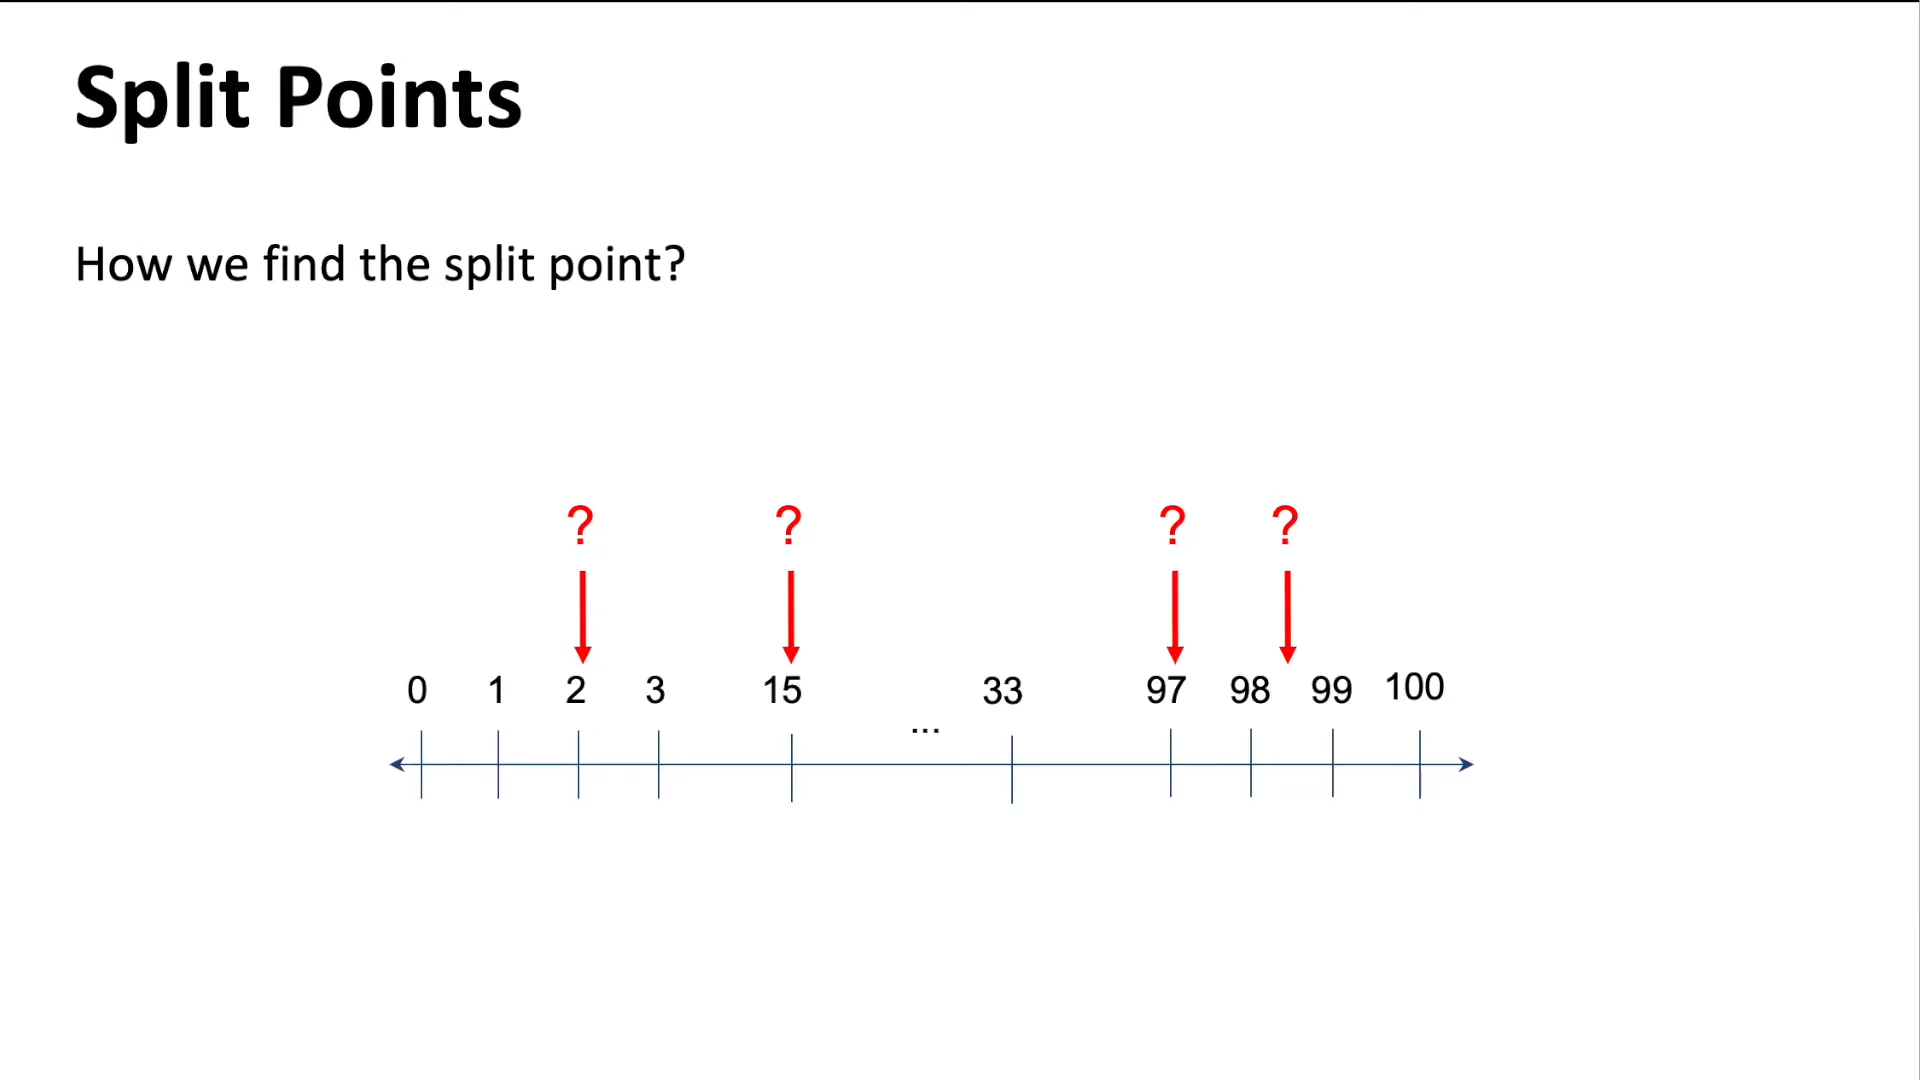 Split Points
How we find the split point?
? ? ? ?
0 1 2 3 15 33 97 98 99 100
...